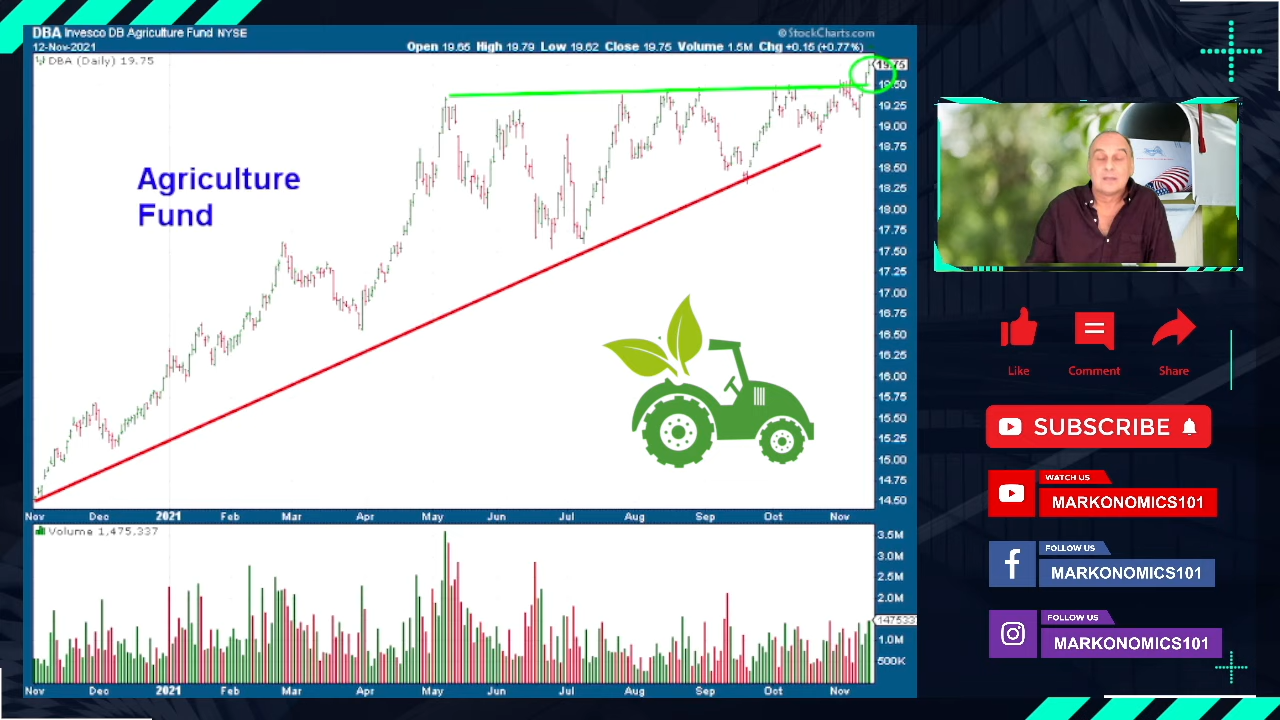 DBA Invesco DB Agriculture Fund NYSE
©StockCharts.com
12-Nov-2021
Open 19.65 High 19.79 Low 19.62 Close 19.75 Volume 1.5M Chg +0.15 (+0.77%)
DBA (Daily) 19.75
19.75
19.50
19.25
19.00
18.75
18.50
18.25
18.00
17.75
17.50
17.25
17.00
16.75
16.50
16.25
16.00
15.75
15.50
15.25
15.00
14.75
14.50
Agriculture
Fund
Nov Dec 2021 Feb Mar Apr May Jun Jul Aug Sep Oct Nov
Volume 1,475,337
3.5M
3.0M
2.5M
2.0M
1475337
1.0M
500K
Nov Dec 2021 Feb Mar Apr May Jun Jul Aug Sep Oct Nov
Like Comment Share
SUBSCRIBE
WATCH US
MARKONOMICS101
FOLLOW US
MARKONOMICS101
FOLLOW US
MARKONOMICS101